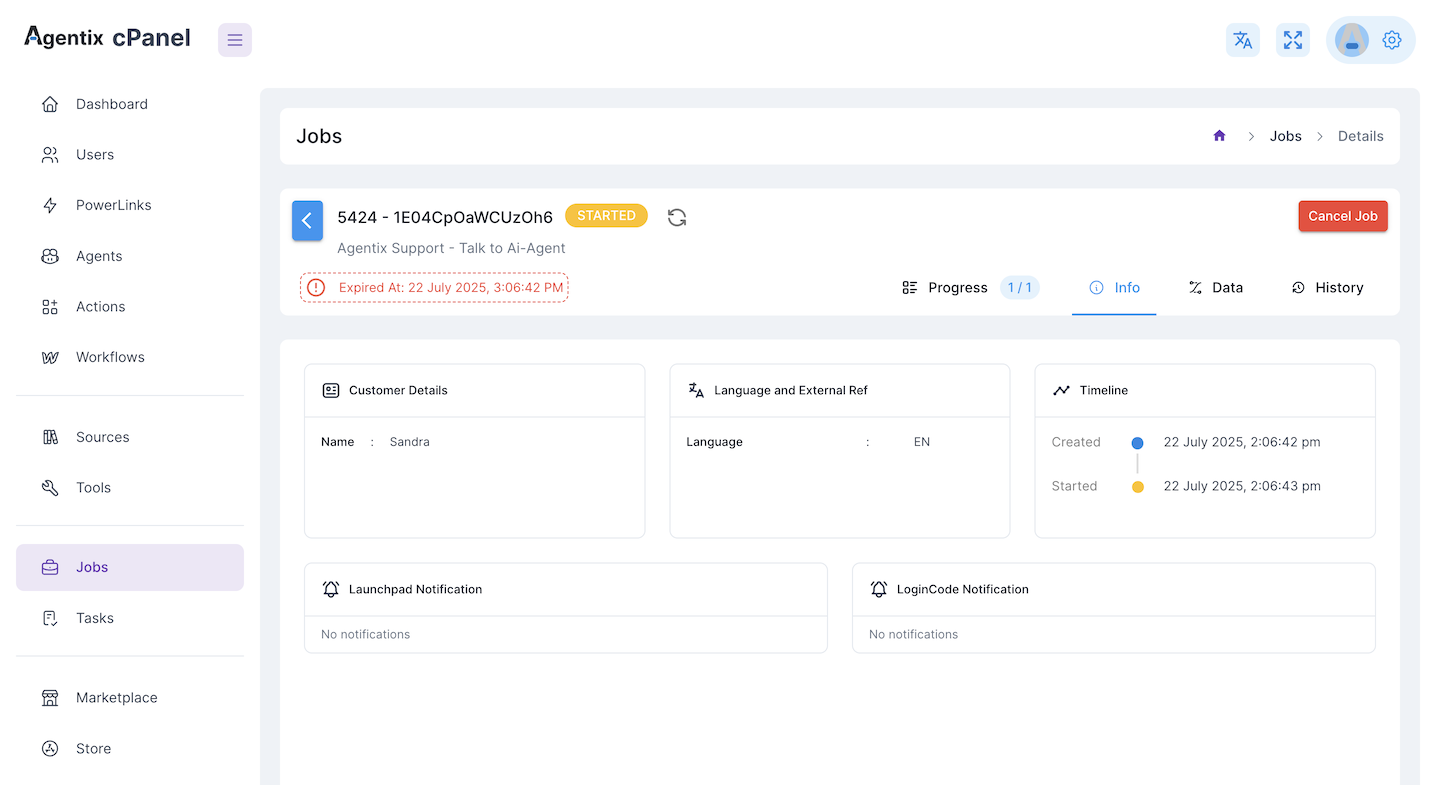 Agentix cPanel
Dashboard
Users
PowerLinks
Agents
Actions
Workflows
Sources
Tools
Jobs
Tasks
Marketplace
Store
Jobs
Jobs
Details
5424 - 1E04CpOaWCUzOh6 STARTED
Cancel Job
Agentix Support - Talk to Ai-Agent
Expired At: 22 July 2025, 3:06:42 PM
Progress 1 / 1
Info
Data
History
Customer Details
Name : Sandra
Language and External Ref
Language : EN
Timeline
Created 22 July 2025, 2:06:42 pm
Started 22 July 2025, 2:06:43 pm
Launchpad Notification
No notifications
LoginCode Notification
No notifications